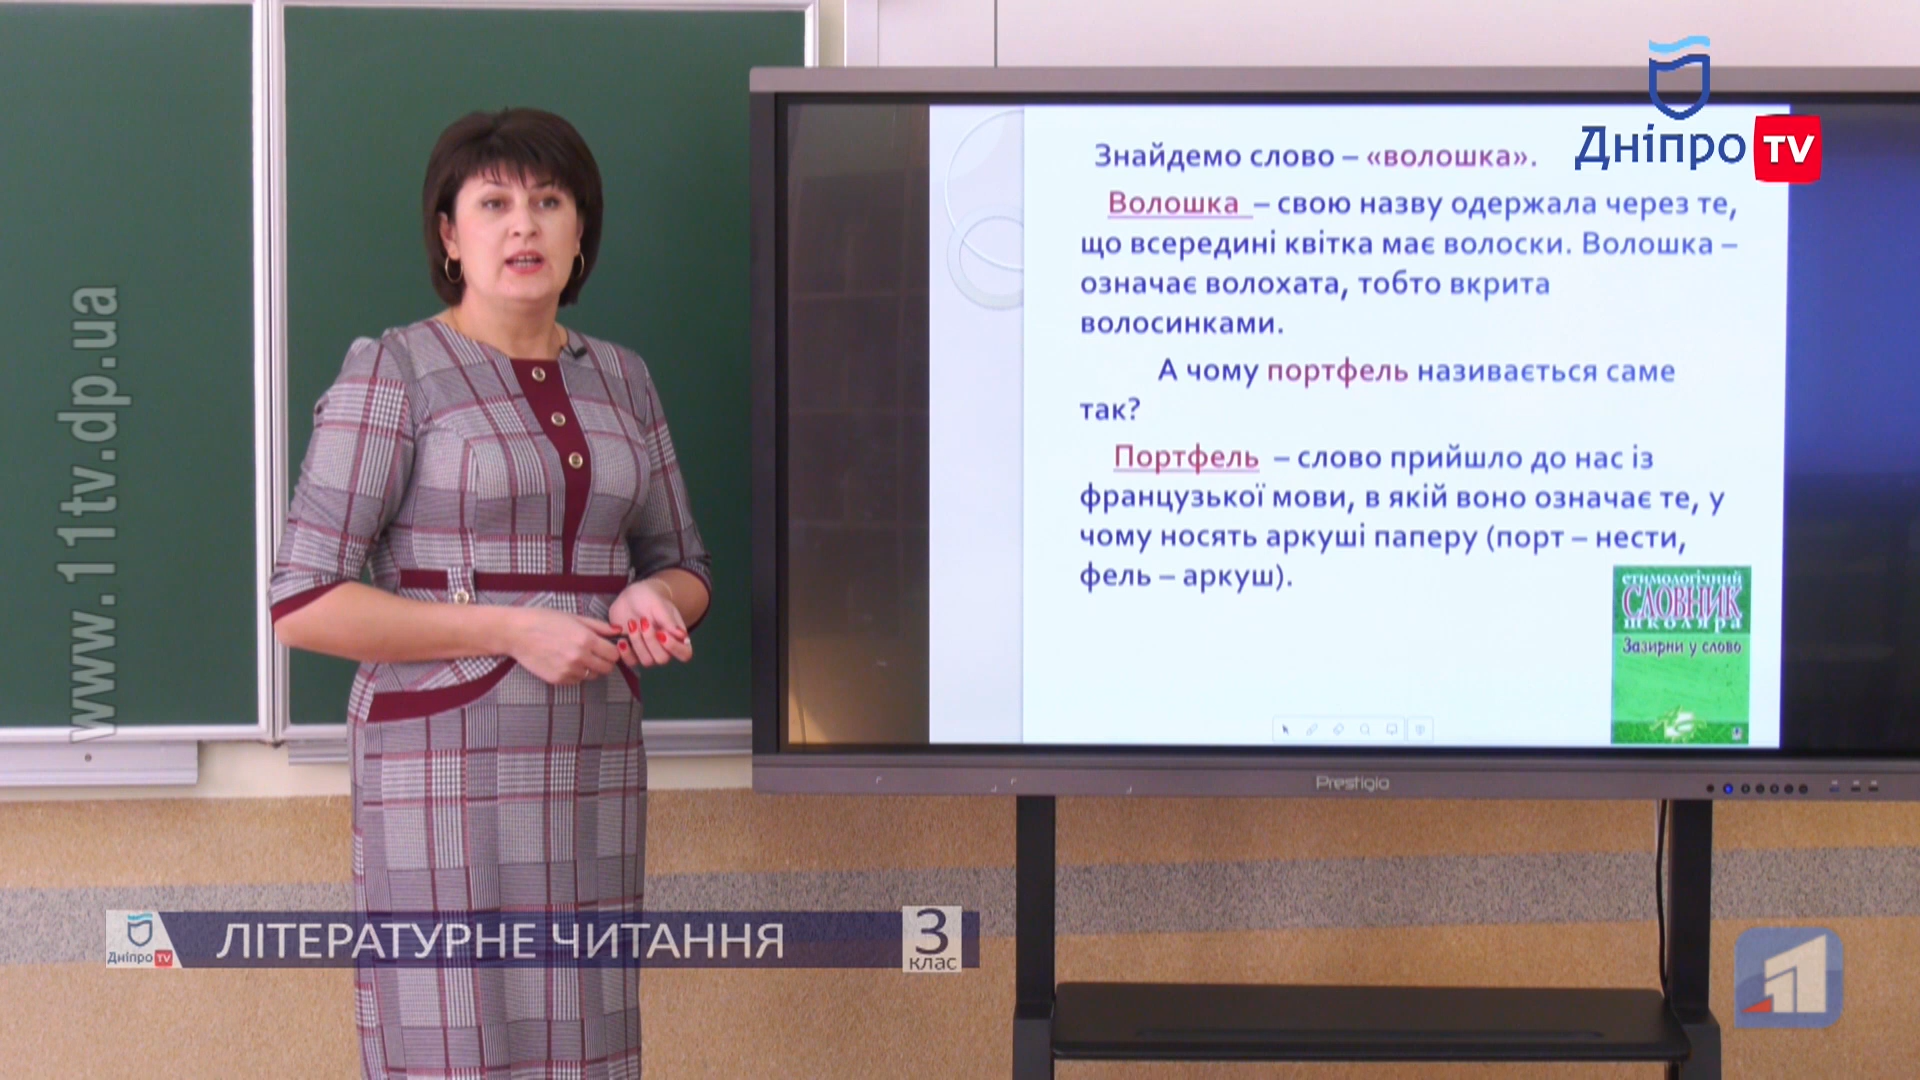 Дніпро TV
Знайдемо слово – «волошка».
Волошка – свою назву одержала через те,
що всередині квітка має волоски. Волошка –
означає волохата, тобто вкрита
волосинками.
А чому портфель називається саме
так?
Портфель – слово прийшло до нас із
французької мови, в якій воно означає те, у
чому носять аркуші паперу (порт – нести,
фель – аркуш).
етимологічний
СЛОВНИК
школяра
Зазирни у слово
Prestigio
www.11tv.dp.ua
Дніпро TV
ЛІТЕРАТУРНЕ ЧИТАННЯ
3
клас
11